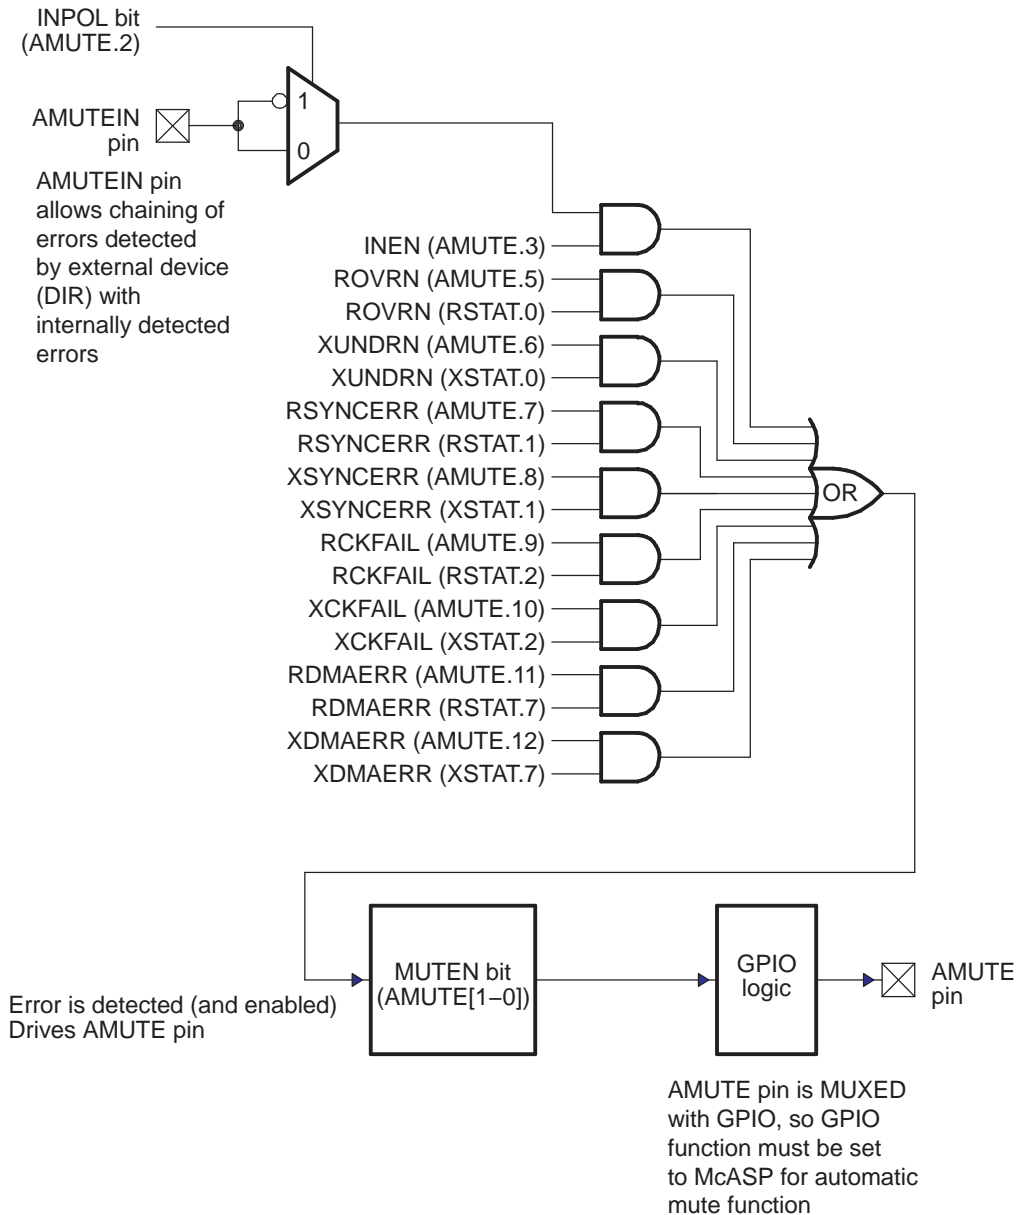 INPOL bit
(AMUTE.2)
AMUTEIN
pin
1
0
AMUTEIN pin
allows chaining of
errors detected
by external device
(DIR) with
internally detected
errors
INEN (AMUTE.3)
ROVRN (AMUTE.5)
ROVRN (RSTAT.0)
XUNDRN (AMUTE.6)
XUNDRN (XSTAT.0)
RSYNCERR (AMUTE.7)
RSYNCERR (RSTAT.1)
XSYNCERR (AMUTE.8)
XSYNCERR (XSTAT.1)
RCKFAIL (AMUTE.9)
RCKFAIL (RSTAT.2)
XCKFAIL (AMUTE.10)
XCKFAIL (XSTAT.2)
RDMAERR (AMUTE.11)
RDMAERR (RSTAT.7)
XDMAERR (AMUTE.12)
XDMAERR (XSTAT.7)
OR
Error is detected (and enabled)
Drives AMUTE pin
MUTEN bit
(AMUTE[1−0])
GPIO
logic
AMUTE
pin
AMUTE pin is MUXED
with GPIO, so GPIO
function must be set
to McASP for automatic
mute function